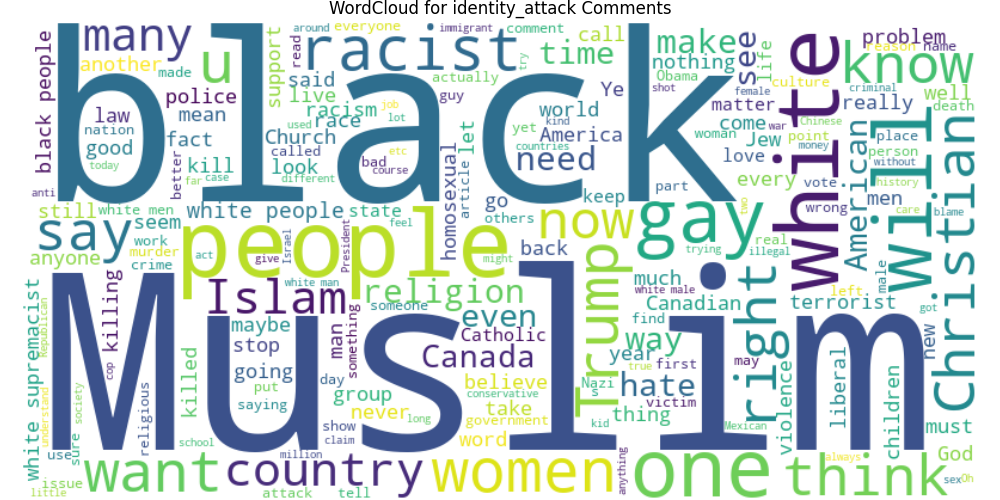 WordCloud for identity_attack Comments
many
another
made
u
support
read
around
everyone
immigrant
comment
call
time
try
make
nothing
see
life
white
problem
reason
name
know
black people
law
nation
good
today
police
mean
fact
better
kill
far
case
racist
said
live
racism
race
used
Church
called
look
different
job
lot
etc
bad
course
actually
guy
let
yet
kind
countries
article
homosexual
world
America
need
Ye
shot
Obama
female
matter
woman
war
come
love
Jew
every
culture
Chinese
point
money
criminal
really
place
person
without
well
death
black
anti
still
white men
say
seem
work
murder
crime
anyone
white people
state
feel
people
act
give
Israel
President
might
go
others
back
now
keep
part
gay
trying
two
real
illegal
vote
wrong
American
men
history
care
blame
will
Christian
male
left
got
Islam
white man
religion
someone
even
Trump
much
white male
Canadian
find
way
right
terrorist
white supremacist
Republican
understand
cop
killing
religious
killed
maybe
stop
going
put
saying
man
something
day
group
show
claim
never
long
Canada
Catholic
believe
conservative
take
government
word
Nazi
s
kid
year
true
first
hate
victim
thing
Mexican
may
violence
liberal
children
new
must
God
Muslim
use
sure
society
issue
little
school
million
want
country
attack
tell
women
anything
one
think
always
sex
Oh